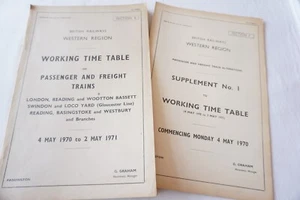 BRITISH RAILWAYS
WESTERN REGION
WORKING TIME TABLE
OF
PASSENGER AND FREIGHT
TRAINS
LONDON, READING and WOOTTON BASSETT
SWINDON and LOCO YARD (Gloucester Line)
READING, BASINGSTOKE and WESTBURY
and Branches
4 MAY 1970 to 2 MAY 1971
BRITISH RAILWAYS
WESTERN REGION
SUPPLEMENT No. 1
TO
WORKING TIME TABLE
COMMENCING MONDAY 4 MAY 1970